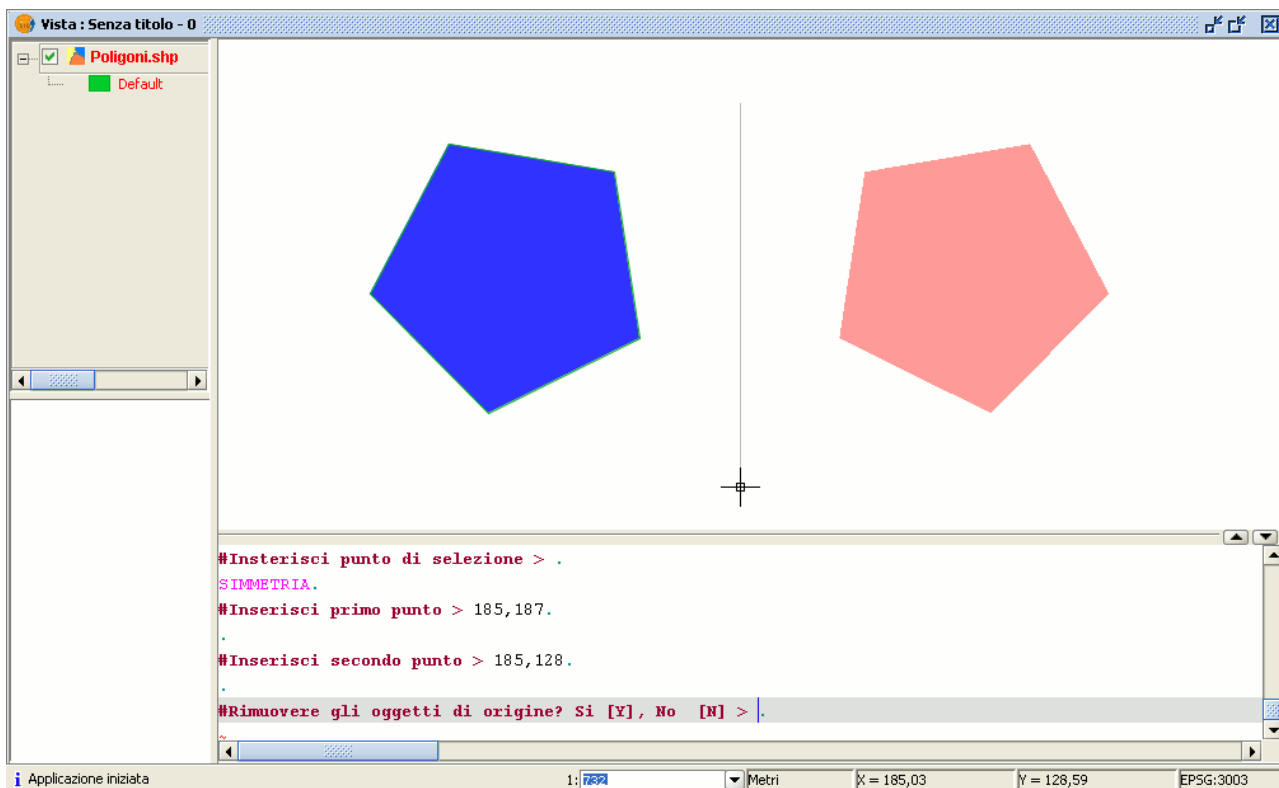 Vista : Senza titolo - 0
Poligoni.shp
Default
#Insterisci punto di selezione > .
SIMMETRIA.
#Inserisci primo punto > 185,187.
.
#Inserisci secondo punto > 185,128.
.
#Rimuovere gli oggetti di origine? Si [Y], No  [N] > .
~
i Applicazione iniziata
1: 732
Metri
X = 185,03
Y = 128,59
EPSG:3003